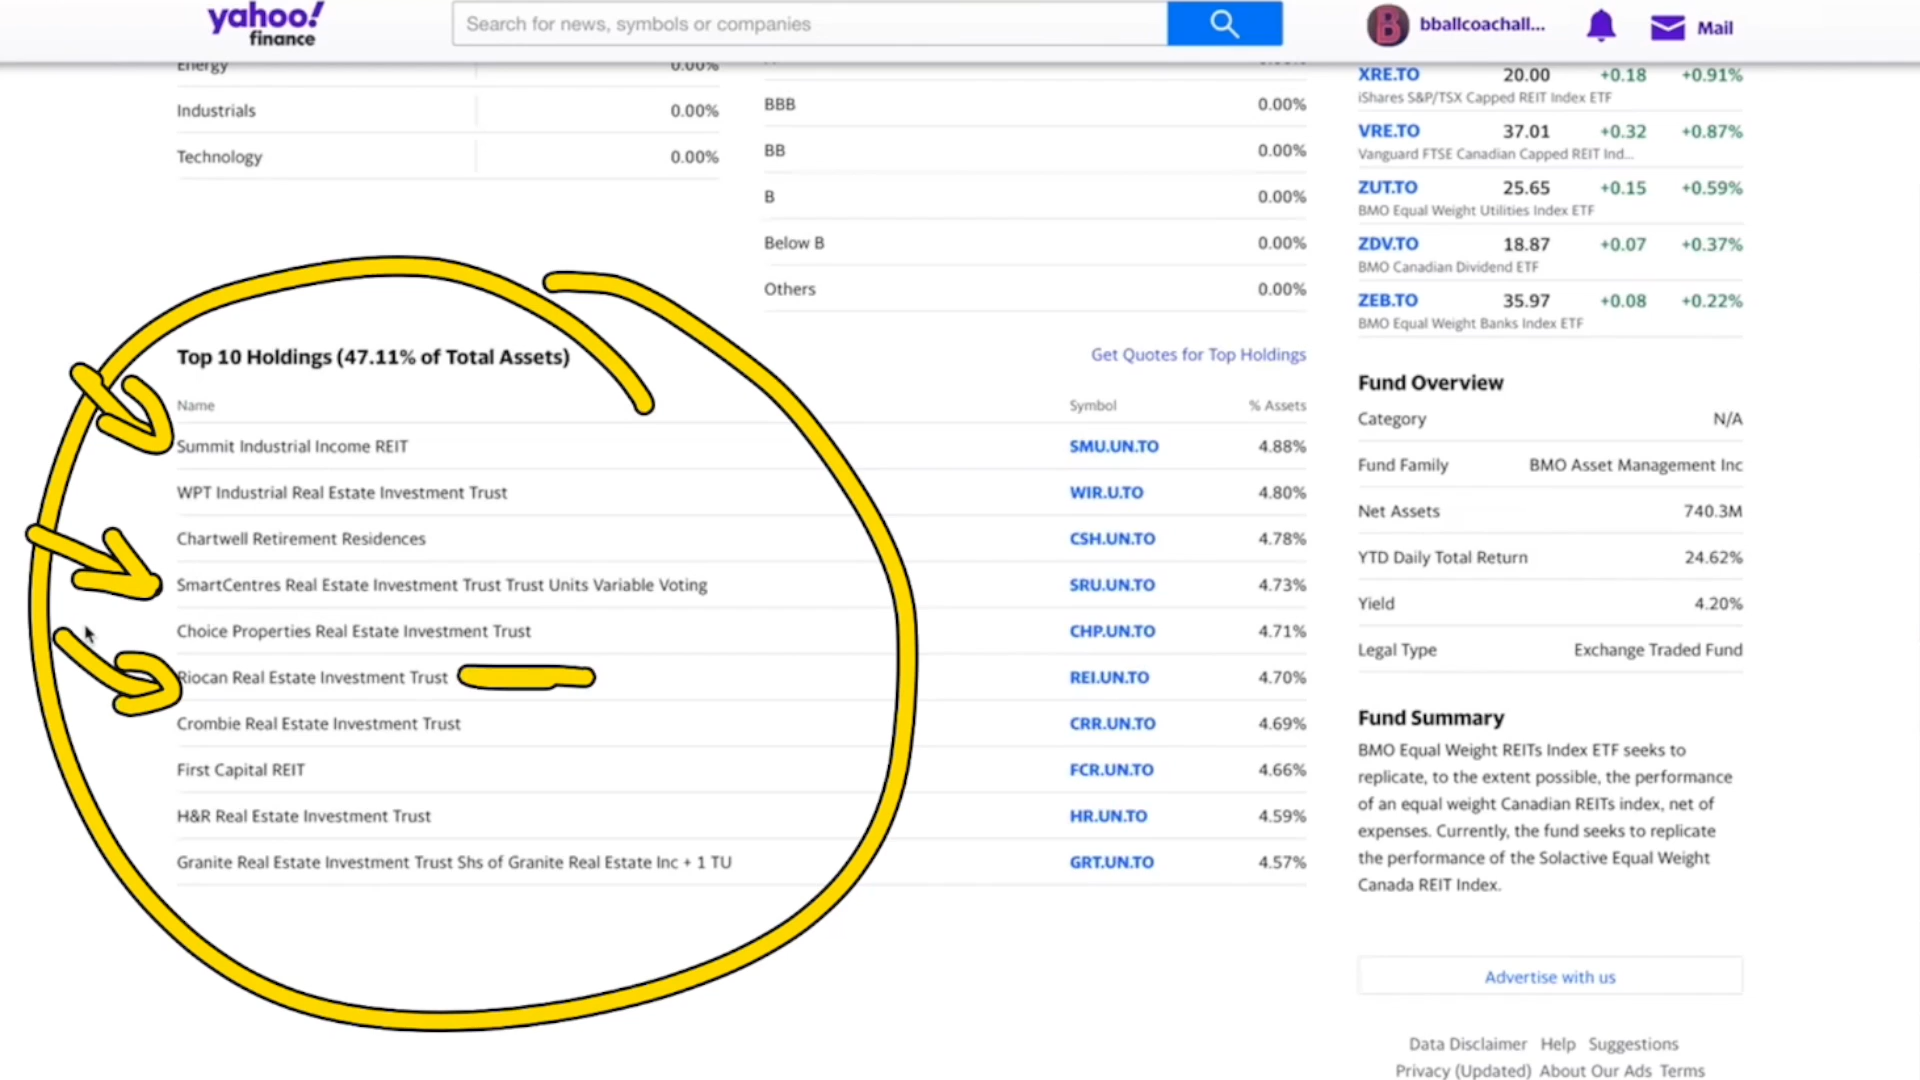 yahoo!
finance
Search for news, symbols or companies
bballcoachall...
Mail
Energy 0.00%
Industrials 0.00%
Technology 0.00%
BBB 0.00%
BB 0.00%
B 0.00%
Below B 0.00%
Others 0.00%
Top 10 Holdings (47.11% of Total Assets)
Get Quotes for Top Holdings
Name Symbol % Assets
Summit Industrial Income REIT SMU.UN.TO 4.88%
WPT Industrial Real Estate Investment Trust WIR.U.TO 4.80%
Chartwell Retirement Residences CSH.UN.TO 4.78%
SmartCentres Real Estate Investment Trust Trust Units Variable Voting SRU.UN.TO 4.73%
Choice Properties Real Estate Investment Trust CHP.UN.TO 4.71%
Riocan Real Estate Investment Trust REI.UN.TO 4.70%
Crombie Real Estate Investment Trust CRR.UN.TO 4.69%
First Capital REIT FCR.UN.TO 4.66%
H&R Real Estate Investment Trust HR.UN.TO 4.59%
Granite Real Estate Investment Trust Shs of Granite Real Estate Inc + 1 TU GRT.UN.TO 4.57%
XRE.TO 20.00 +0.18 +0.91%
iShares S&P/TSX Capped REIT Index ETF
VRE.TO 37.01 +0.32 +0.87%
Vanguard FTSE Canadian Capped REIT Ind...
ZUT.TO 25.65 +0.15 +0.59%
BMO Equal Weight Utilities Index ETF
ZDV.TO 18.87 +0.07 +0.37%
BMO Canadian Dividend ETF
ZEB.TO 35.97 +0.08 +0.22%
BMO Equal Weight Banks Index ETF
Fund Overview
Category N/A
Fund Family BMO Asset Management Inc
Net Assets 740.3M
YTD Daily Total Return 24.62%
Yield 4.20%
Legal Type Exchange Traded Fund
Fund Summary
BMO Equal Weight REITs Index ETF seeks to
replicate, to the extent possible, the performance
of an equal weight Canadian REITs index, net of
expenses. Currently, the fund seeks to replicate
the performance of the Solactive Equal Weight
Canada REIT Index.
Advertise with us
Data Disclaimer Help Suggestions
Privacy (Updated) About Our Ads Terms